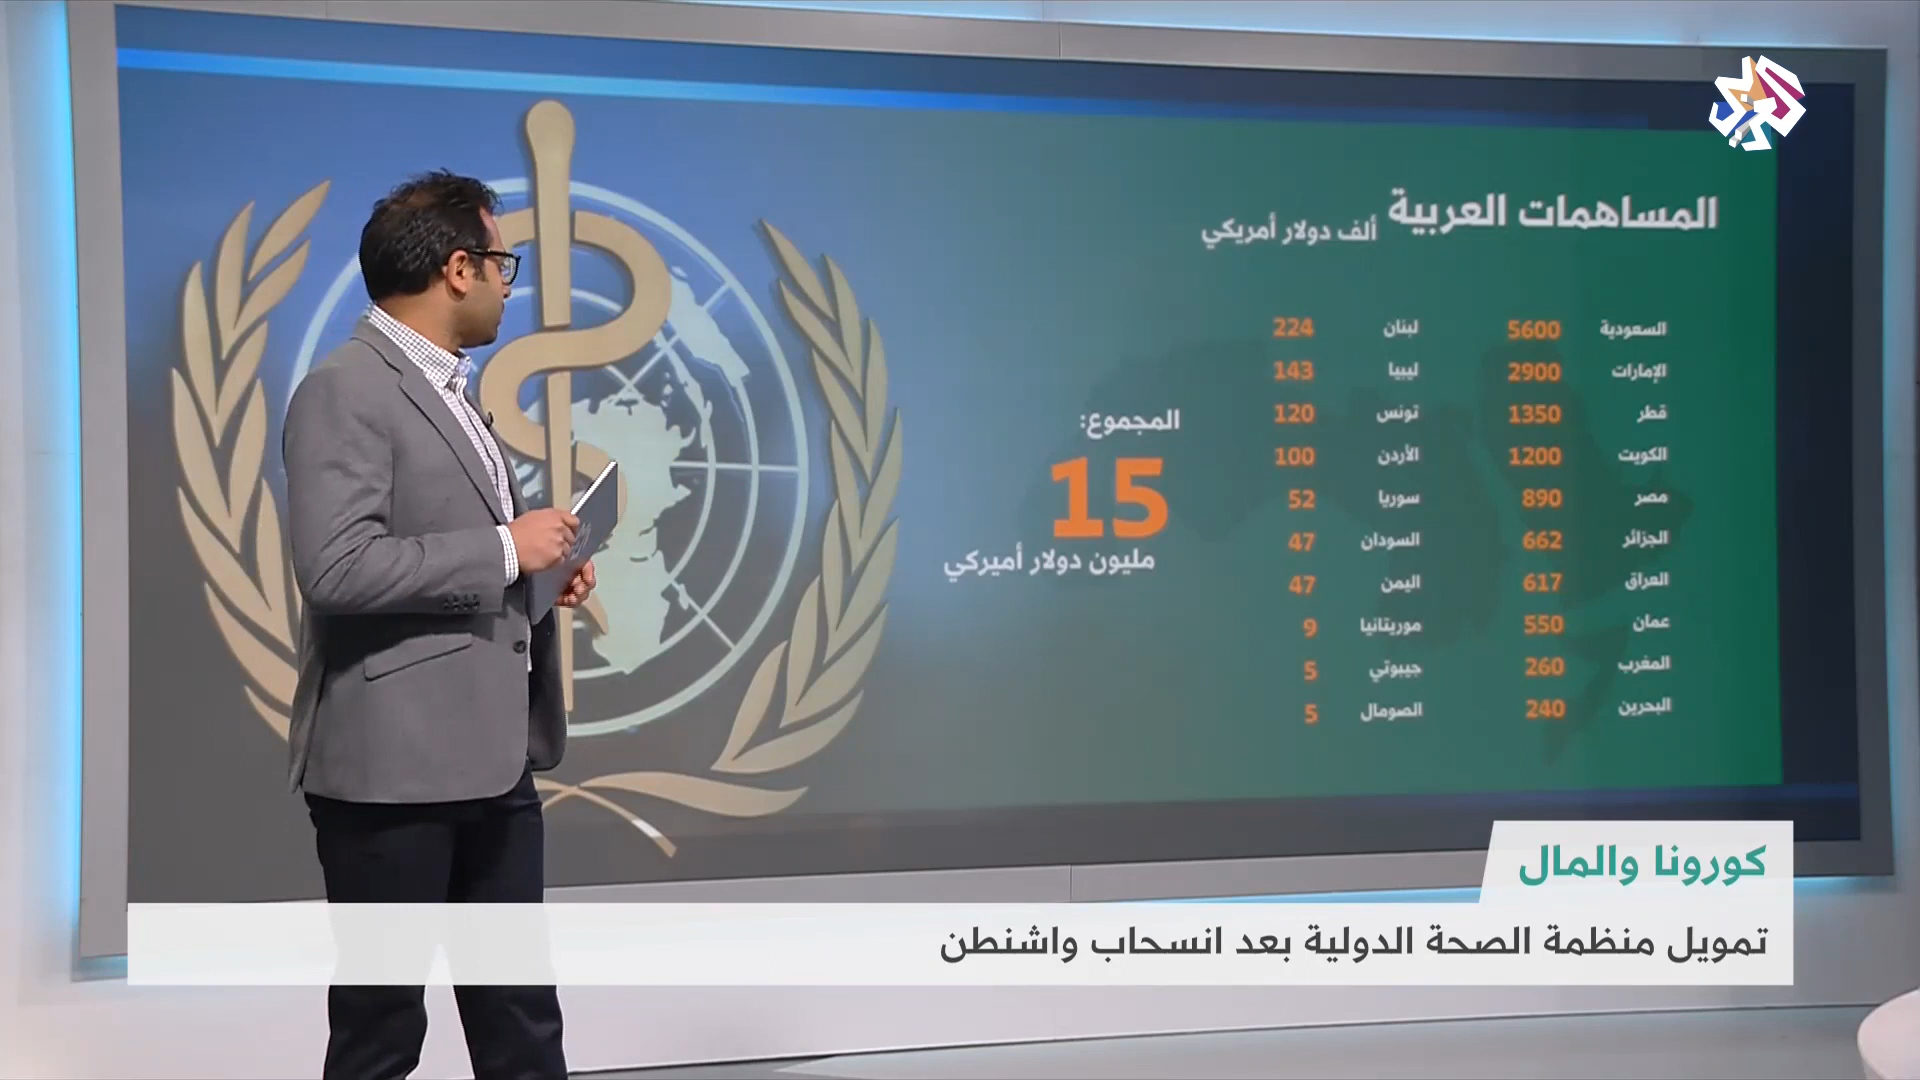 المساهمات العربية ألف دولار أمريكي
السعودية 5600 لبنان 224
الإمارات 2900 ليبيا 143
قطر 1350 تونس 120
الكويت 1200 الأردن 100
مصر 890 سوريا 52
الجزائر 662 السودان 47
العراق 617 اليمن 47
عمان 550 موريتانيا 9
المغرب 260 جيبوتي 5
البحرين 240 الصومال 5
المجموع:
15
مليون دولار أميركي
كورونا والمال
تمويل منظمة الصحة الدولية بعد انسحاب واشنطن